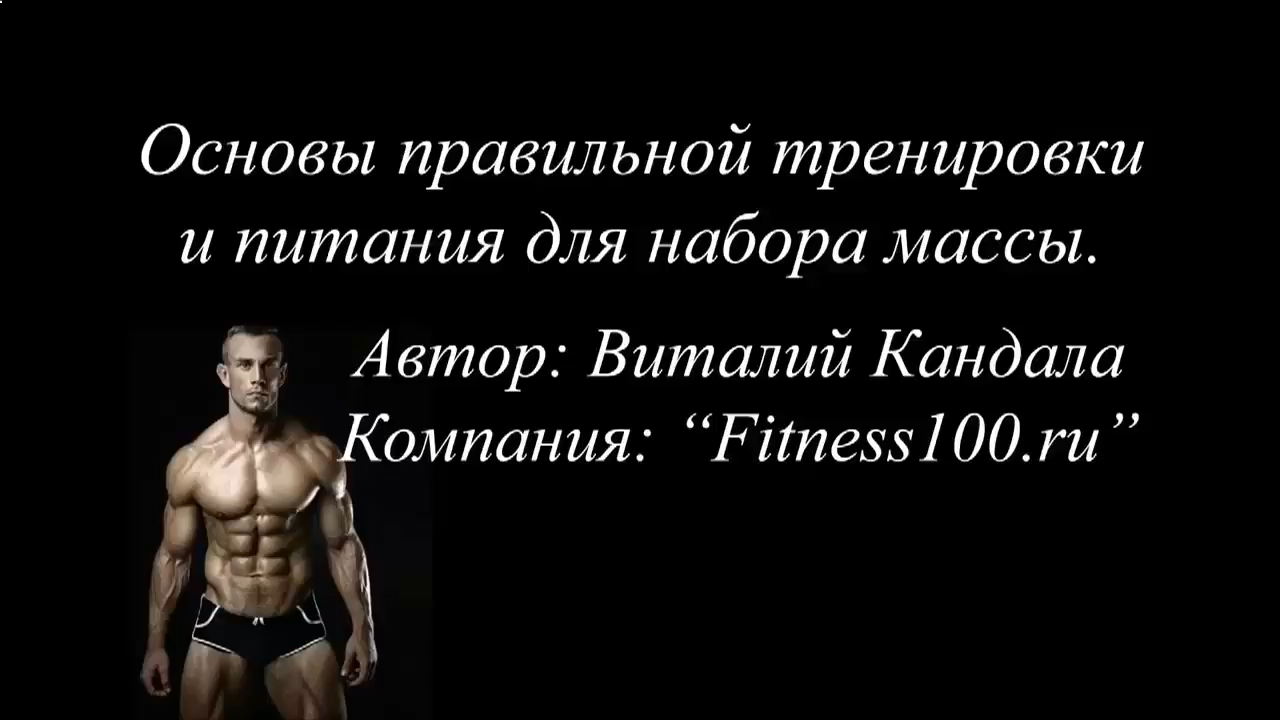 Основы правильной тренировки
и питания для набора массы.
Автор: Виталий Кандала
Компания: “Fitness100.ru”